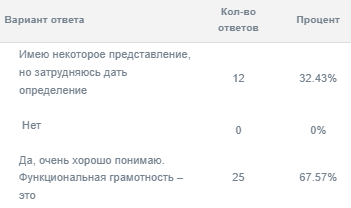 Вариант ответа Кол-во ответов Процент
Имею некоторое представление,
но затрудняюсь дать 12 32.43%
определение
Нет 0 0%
Да, очень хорошо понимаю.
Функциональная грамотность – 25 67.57%
это